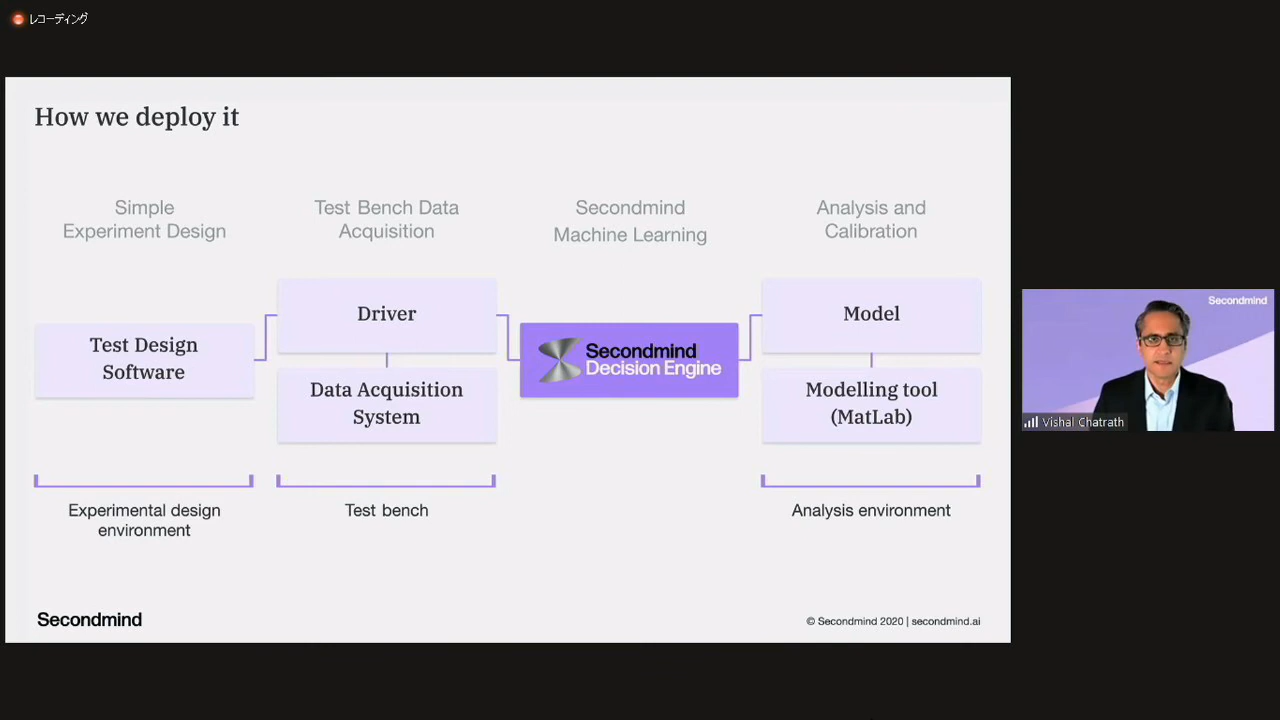 レコーディング
How we deploy it
Simple
Experiment Design
Test Bench Data
Acquisition
Secondmind
Machine Learning
Analysis and
Calibration
Test Design
Software
Driver
Data Acquisition
System
Secondmind
Decision Engine
Model
Modelling tool
(MatLab)
Experimental design
environment
Test bench
Analysis environment
Secondmind
© Secondmind 2020 | secondmind.ai
Secondmind
Vishal Chatrath